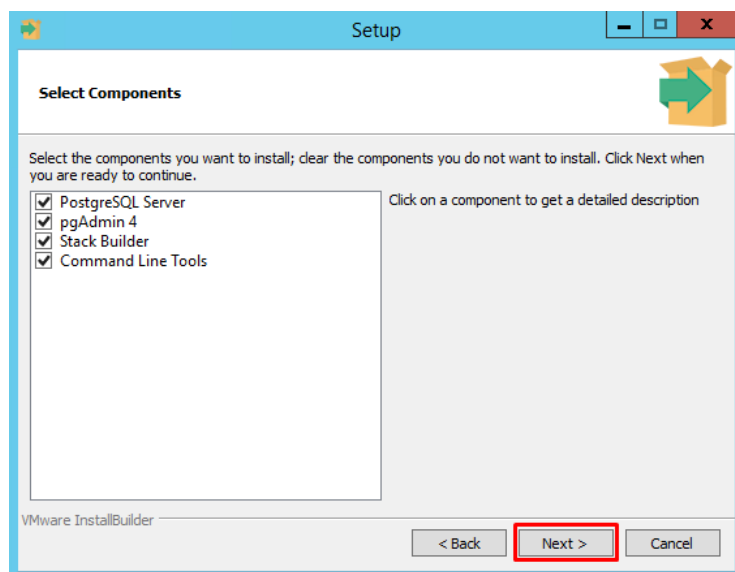 Setup
Select Components
Select the components you want to install; clear the components you do not want to install. Click Next when
you are ready to continue.
PostgreSQL Server
pgAdmin 4
Stack Builder
Command Line Tools
Click on a component to get a detailed description
VMware InstallBuilder
< Back
Next >
Cancel